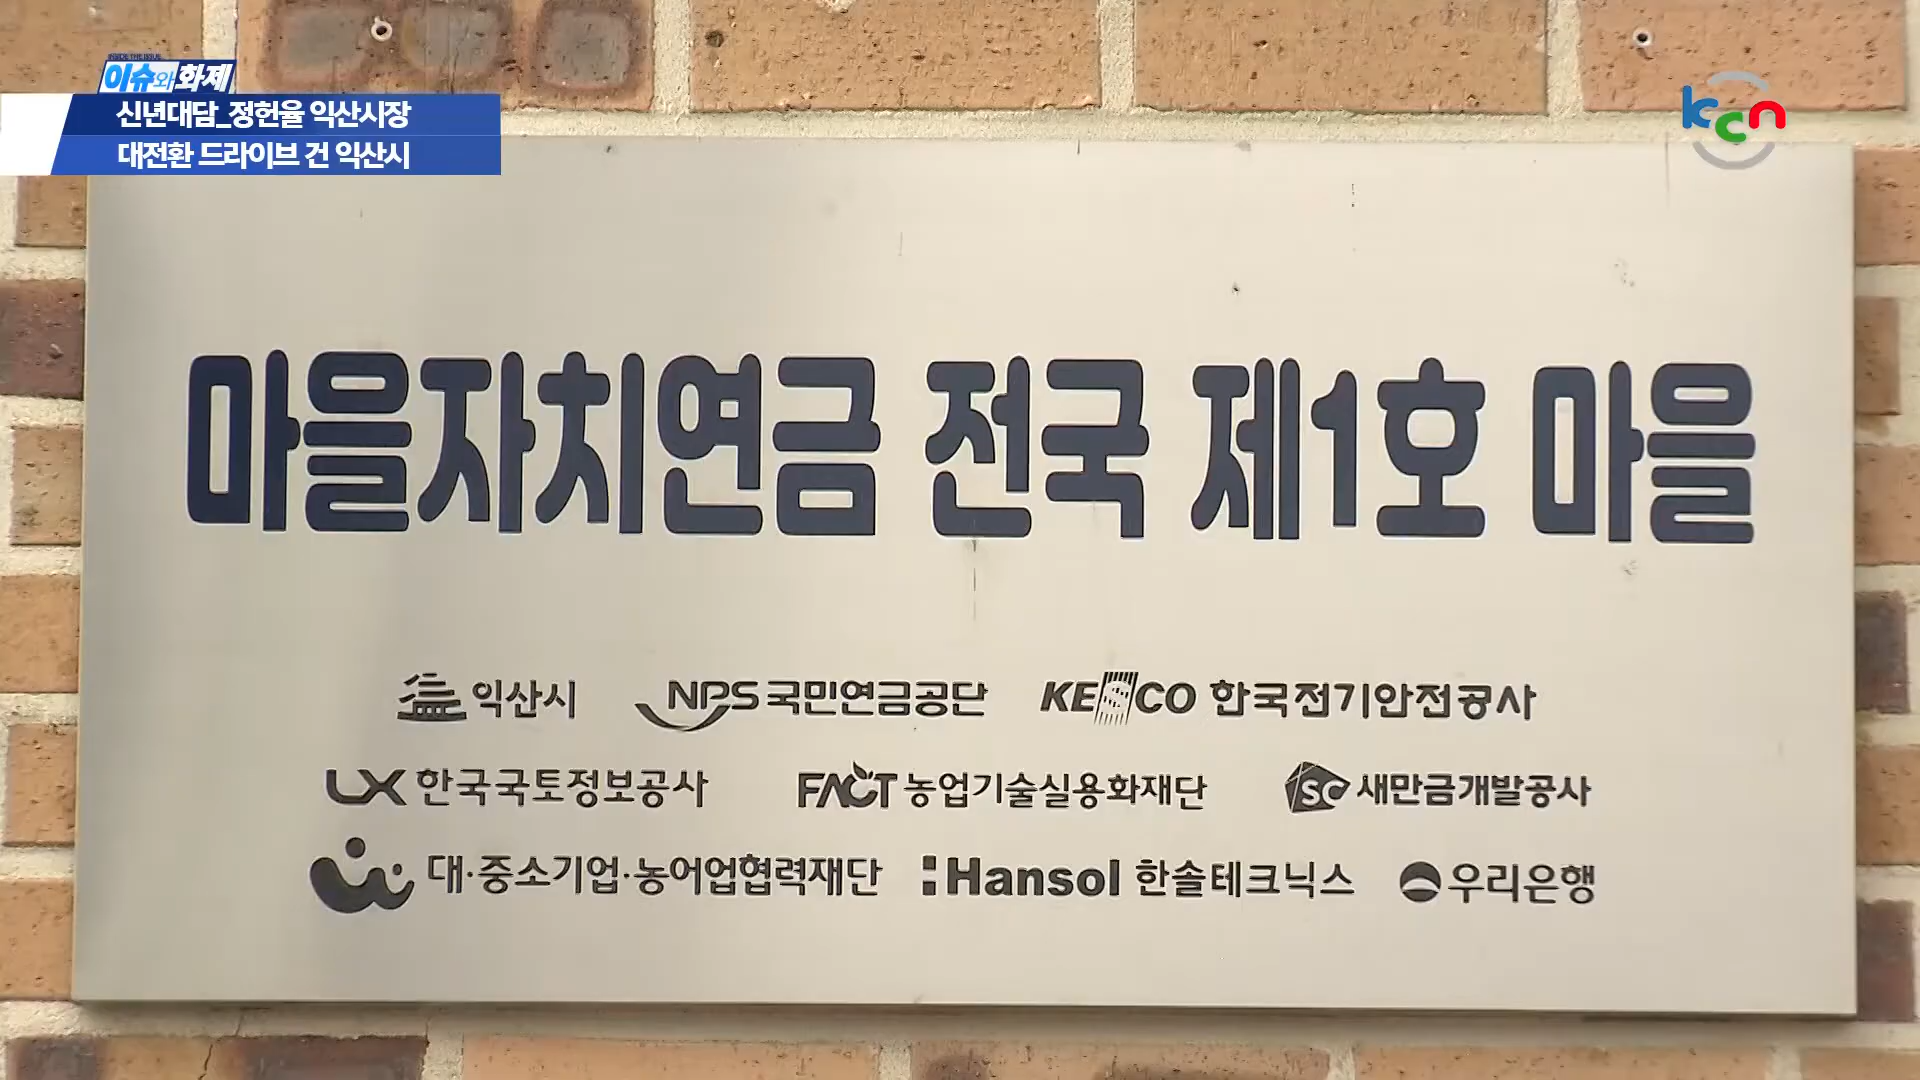 INSIDE THE ISSUE
이슈와 화제
신년대담_정헌율 익산시장
대전환 드라이브 건 익산시
kcn
마을자치연금 전국 제1호 마을
익산시 NPS 국민연금공단 KESCO 한국전기안전공사
LX 한국국토정보공사 FACT 농업기술실용화재단 SC 새만금개발공사
대·중소기업·농어업협력재단 Hansol 한솔테크닉스 우리은행